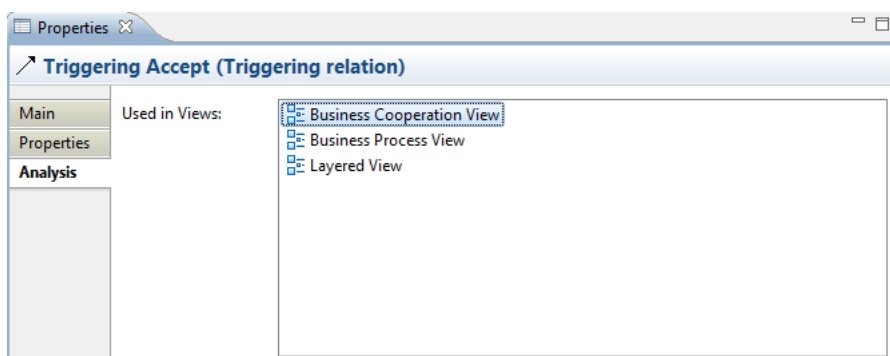 Properties
Triggering Accept (Triggering relation)
Main
Used in Views:
Business Cooperation View
Properties
Business Process View
Analysis
Layered View